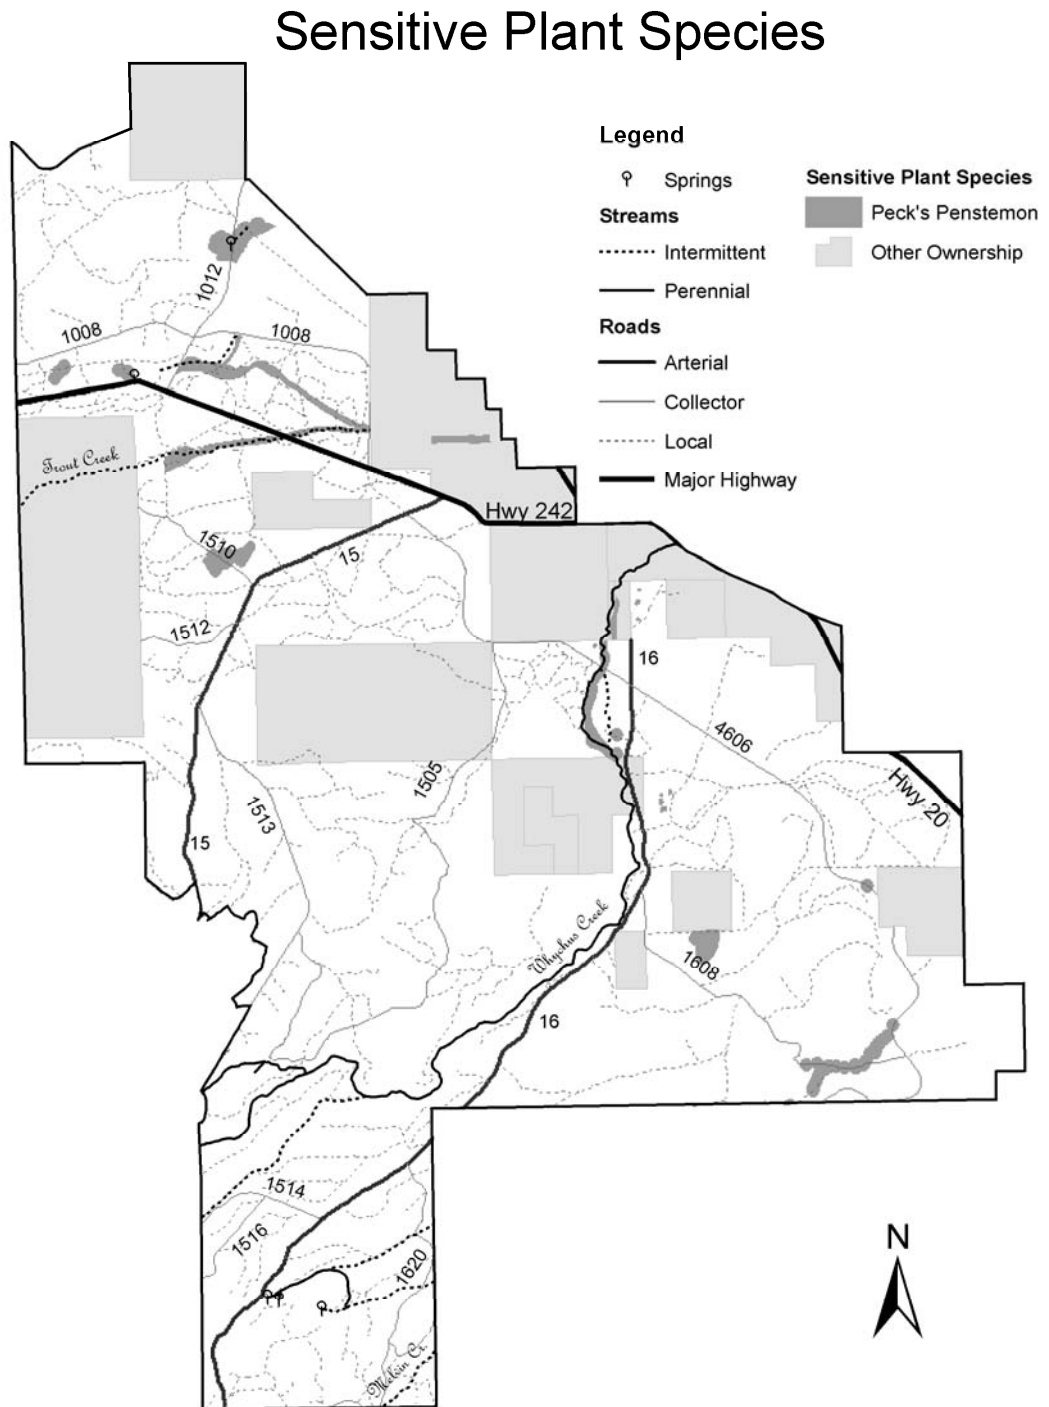 Sensitive Plant Species
Legend
Springs
Streams
Intermittent
Perennial
Roads
Arterial
Collector
Local
Major Highway
Sensitive Plant Species
Peck's Penstemon
Other Ownership
1012
1008
1008
Trout Creek
Hwy 242
1510
15
1512
16
4606
1505
1513
Hwy 20
15
Whychus Creek
1608
16
1514
1516
1620
Melvin Cr.
N